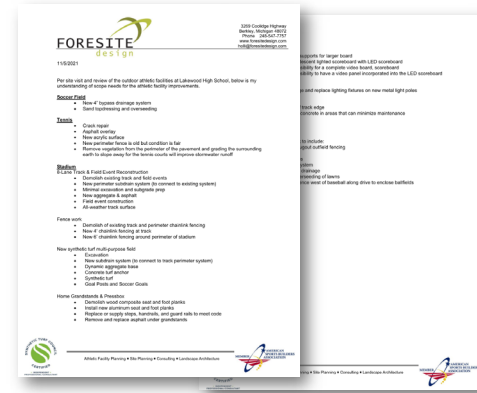 FORESITE
design
3269 Coolidge Highway
Berkley, Michigan 48072
Phone 248-547-7757
www.foresitedesign.com
hello@foresitedesign.com
11/5/2021
Per site visit and review of the outdoor athletic facilities at Lakewood High School, below is my
understanding of scope needs for the athletic facility improvements.
Soccer Field
• New 4" bypass drainage system
• Sand topdressing and overseeding
Tennis
• Crack repair
• Asphalt overlay
• New acrylic surface
• New perimeter fence is old but condition is fair
• Remove vegetation from the perimeter of the pavement and grading the surrounding
earth to slope away for the tennis courts will improve stormwater runoff
Stadium
8-Lane Track & Field Event Reconstruction
• Demolish existing track and field events
• New perimeter subdrain system (to connect to existing system)
• Minimal excavation and subgrade prep
• New aggregate & asphalt
• Field event construction
• All-weather track surface
Fence work
• Demolish of existing track and perimeter chainlink fencing
• New 4' chainlink fencing at track
• New 6' chainlink fencing around perimeter of stadium
New synthetic turf multi-purpose field
• Excavation
• New subdrain system (to connect to track perimeter system)
• Dynamic aggregate base
• Concrete turf anchor
• Synthetic turf
• Goal Posts and Soccer Goals
Home Grandstands & Pressbox
• Demolish wood composite seat and foot planks
• Install new aluminum seat and foot planks
• Replace or supply steps, handrails, and guard rails to meet code
• Remove and replace asphalt under grandstands
Athletic Facility Planning • Site Planning • Consulting • Landscape Architecture
MEMBER
AMERICAN
SPORTS BUILDERS
ASSOCIATION
supports for larger board
scoreboard with LED scoreboard
for a complete video board, scoreboard
to have a video panel incorporated into the LED scoreboard
and replace lighting fixtures on new metal light poles
track edge
concrete in areas that can minimize maintenance
to include:
outfield fencing
drainage
of lawns
west of baseball along drive to enclose ballfields
• Site Planning • Consulting • Landscape Architecture
MEMBER
AMERICAN
SPORTS BUILDERS
ASSOCIATION